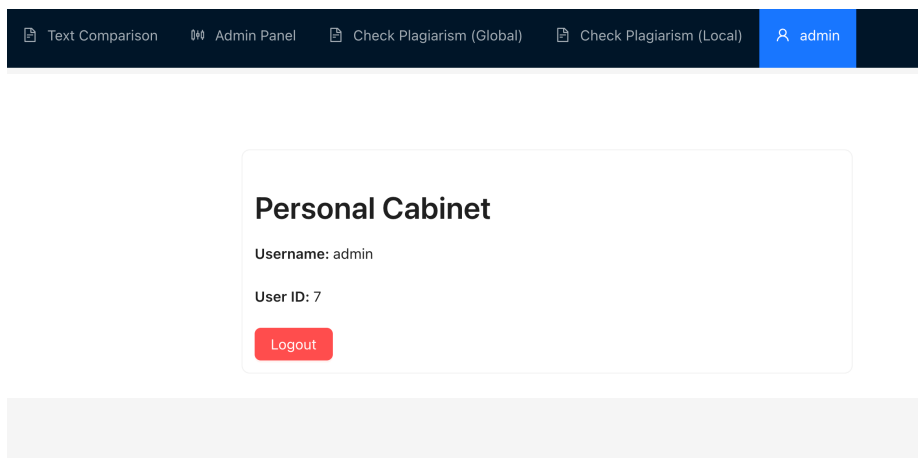 Text Comparison Admin Panel Check Plagiarism (Global) Check Plagiarism (Local) admin
Personal Cabinet
Username: admin
User ID: 7
Logout